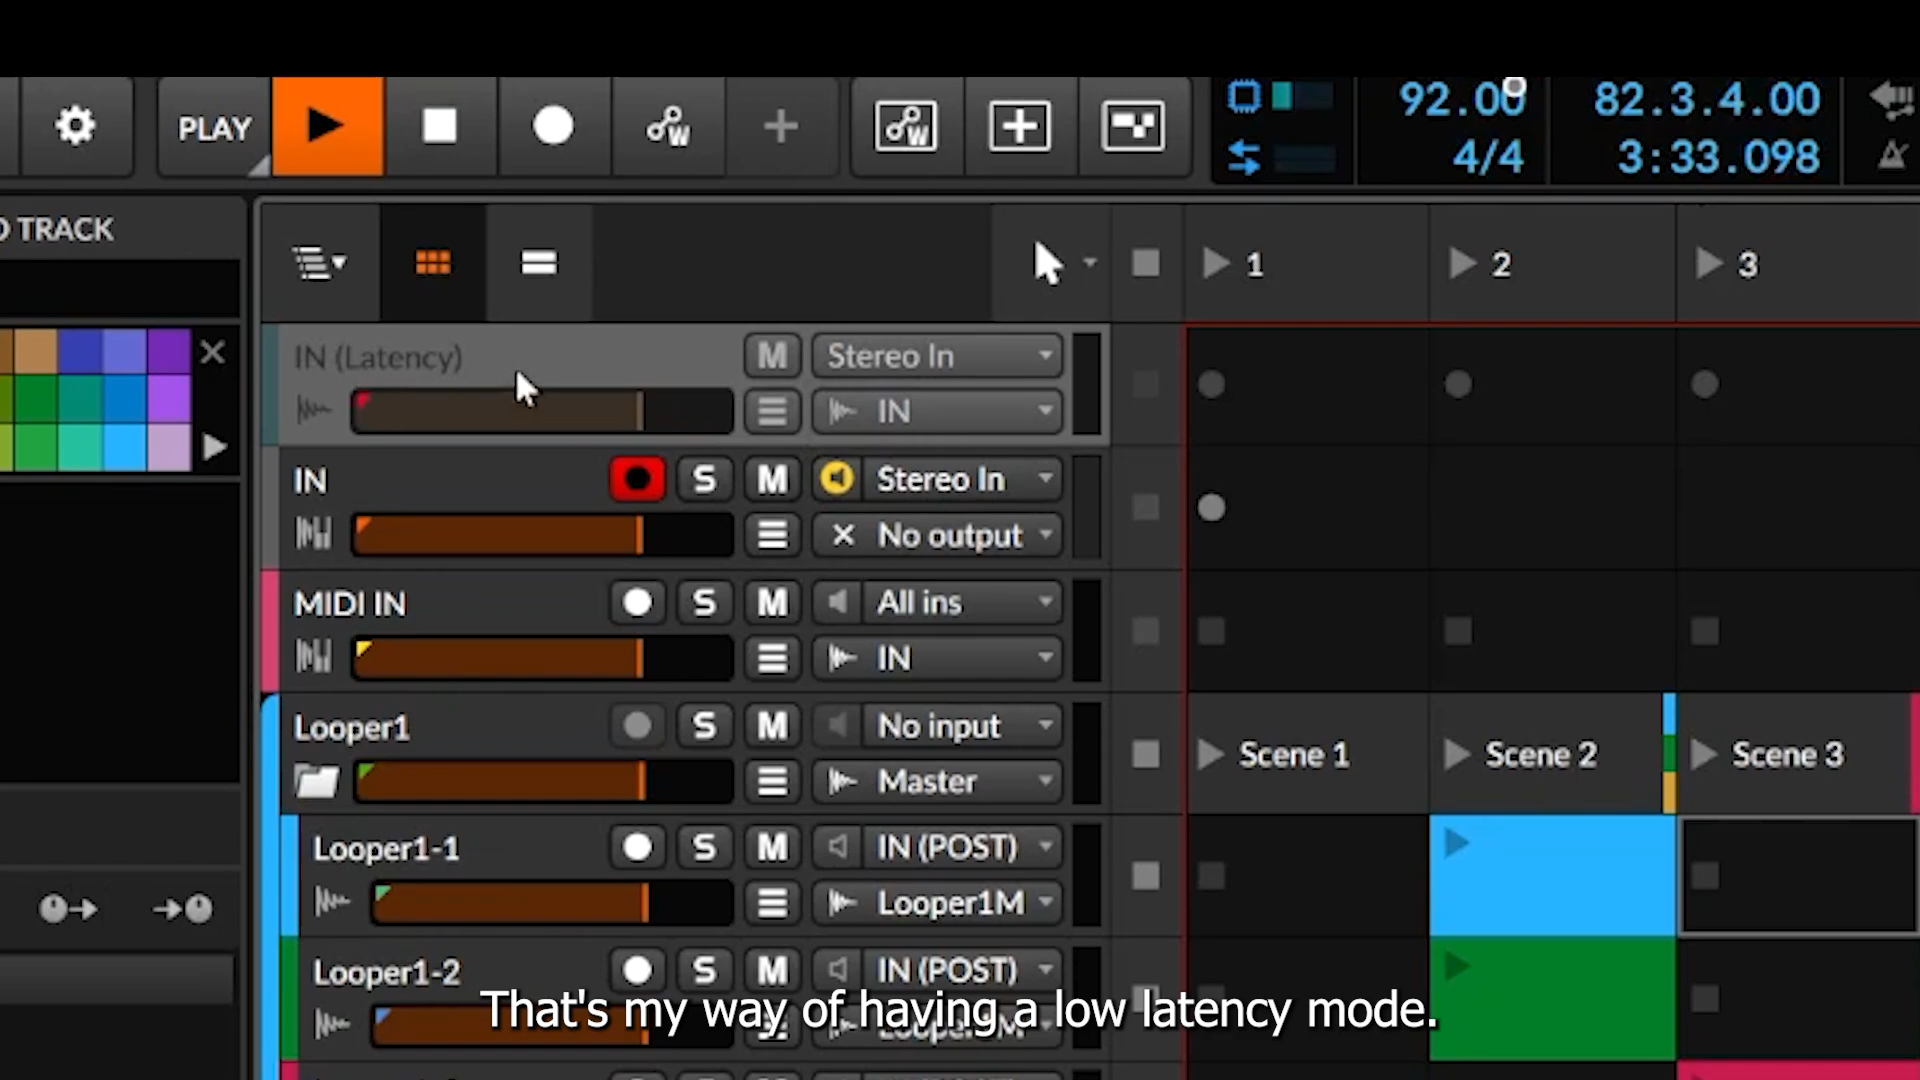 PLAY
92.00
4/4
82.3.4.00
3:33.098
TRACK
1
2
3
IN (Latency)
M
Stereo In
IN
IN
S
M
Stereo In
No output
MIDI IN
S
M
All ins
IN
Looper1
S
M
No input
Master
Scene 1
Scene 2
Scene 3
Looper1-1
S
M
IN (POST)
Looper1M
Looper1-2
S
M
IN (POST)
That's my way of having a low latency mode.